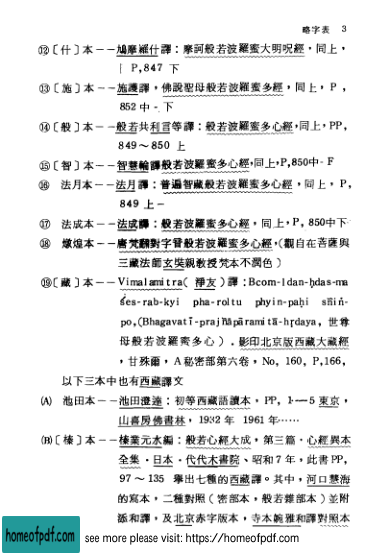 略字表 3
⑫〔什〕本——鳩摩羅什譯:摩訶般若波羅蜜大明呪經,同上,
〔 P,847 下
⑬〔施〕本——施護譯,佛說聖母般若波羅蜜多經,同上, P,
852 中-下
⑭〔般〕本——般若共利言等譯:般若波羅蜜多心經,同上,PP,
849～850 上
⑮〔智〕本——智慧輪譯般若波羅蜜多心經,同上,P,850中-F
⑯ 法月本——法月譯:普遍智藏般若波羅蜜多心經,同上,P,
849 上-
⑰ 法成本——法成譯:般若波羅蜜多心經,同上,P, 850中下
⑱ 燉煌本——唐梵翻對字音般若波羅蜜多心經,(觀自在菩薩與
三藏法師玄奘親教授梵本不潤色)
⑲〔藏〕本——Vimalamitra( 淨友)譯:Bcom-ldan-ḥdas-ma
śes-rab-kyi pha-roltu phyin-paḥi sñiṅ-
po,(Bhagavatī-prajñāpāramitā-hṛdaya, 世尊
母般若波羅蜜多心).影印北京版西藏大藏經
,甘殊爾,A秘密部第六卷,No, 160, P,166,
以下三本中也有西藏譯文
(A) 池田本——池田澄達:初等西藏語讀本,PP, 1—5 東京,
山喜房佛書林, 1932年 1961年……
(B)〔榛〕本——榛葉元水編:般若心經大成,第三篇・心經異本
全集・日本・代代木書院、昭和7年,此書PP,
97～135 舉出七種的西藏譯。其中,河口慧海
的寫本,二種對照(密部本,般若雜部本)並附
添和譯,及北京赤字版本,寺本婉雅和譯對照本
homeofpdf.com
see more please visit: https://homeofpdf.com